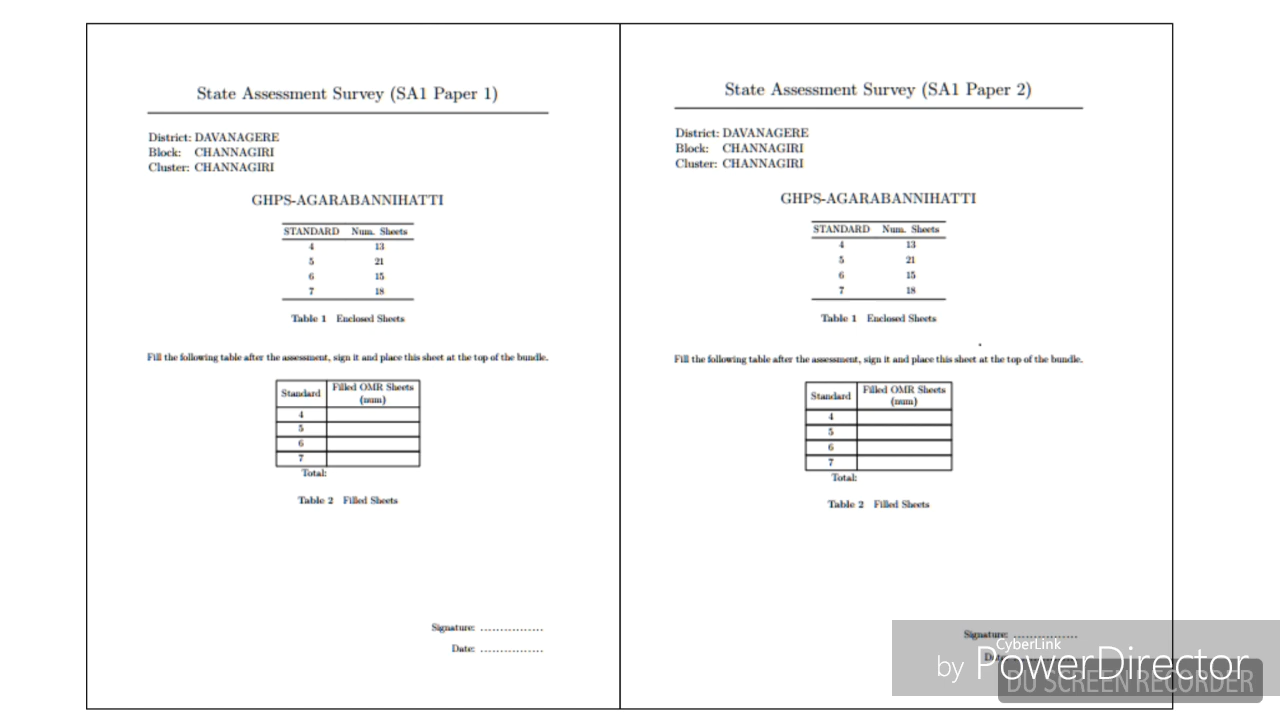 State Assessment Survey (SA1 Paper 1)
District: DAVANAGERE
Block: CHANNAGIRI
Cluster: CHANNAGIRI
GHPS-AGARABANNIHATTI
STANDARD Num. Sheets
4 13
5 21
6 15
7 18
Table 1 Enclosed Sheets
Fill the following table after the assessment, sign it and place this sheet at the top of the bundle.
Standard Filled OMR Sheets
(num)
4
5
6
7
Total:
Table 2 Filled Sheets
Signature: ................
Date: ................
State Assessment Survey (SA1 Paper 2)
District: DAVANAGERE
Block: CHANNAGIRI
Cluster: CHANNAGIRI
GHPS-AGARABANNIHATTI
STANDARD Num. Sheets
4 13
5 21
6 15
7 18
Table 1 Enclosed Sheets
Fill the following table after the assessment, sign it and place this sheet at the top of the bundle.
Standard Filled OMR Sheets
(num)
4
5
6
7
Total:
Table 2 Filled Sheets
Signature: ................
CyberLink
by PowerDirector
DU SCREEN RECORDER